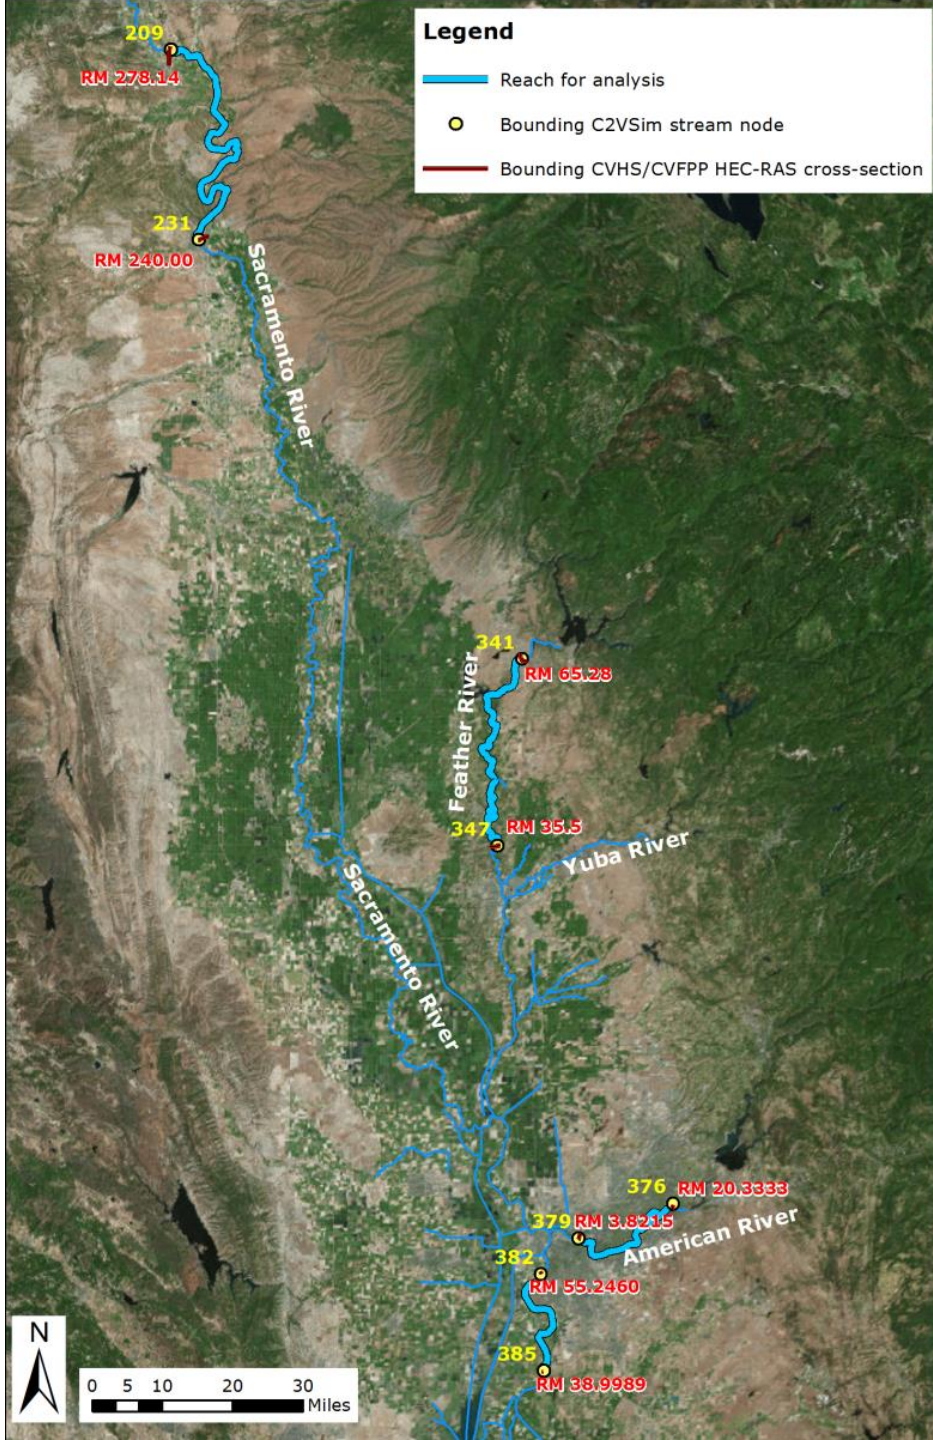 209
RM 278.14
Legend
Reach for analysis
Bounding C2VSim stream node
Bounding CVHS/CVFPP HEC-RAS cross-section
231
RM 240.00
Sacramento River
341
RM 65.28
Feather River
347
RM 35.5
Yuba River
Sacramento River
376
RM 20.3333
379
RM 3.8215
American River
382
RM 55.2460
385
RM 38.9989
N
0 5 10 20 30
Miles